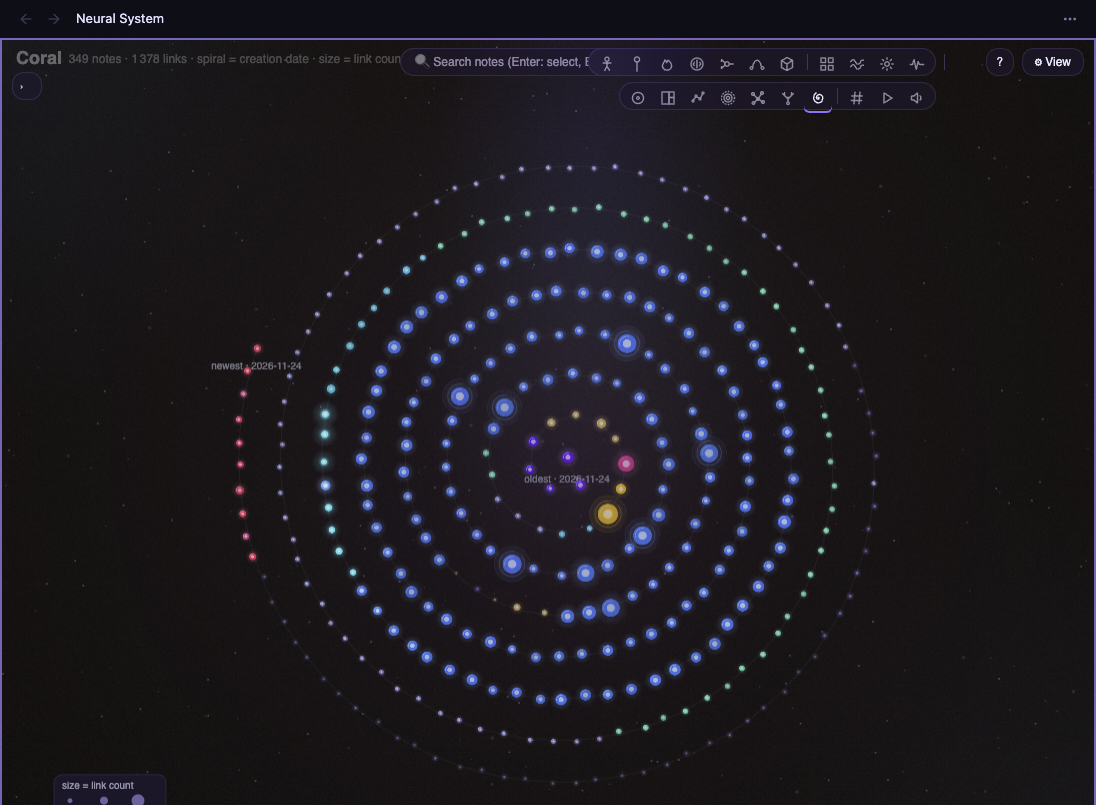 Neural System
Coral 349 notes · 1 378 links · spiral = creation date · size = link coun
Search notes (Enter: select, E
?
View
newest · 2026-11-24
oldest · 2026-11-24
size = link count